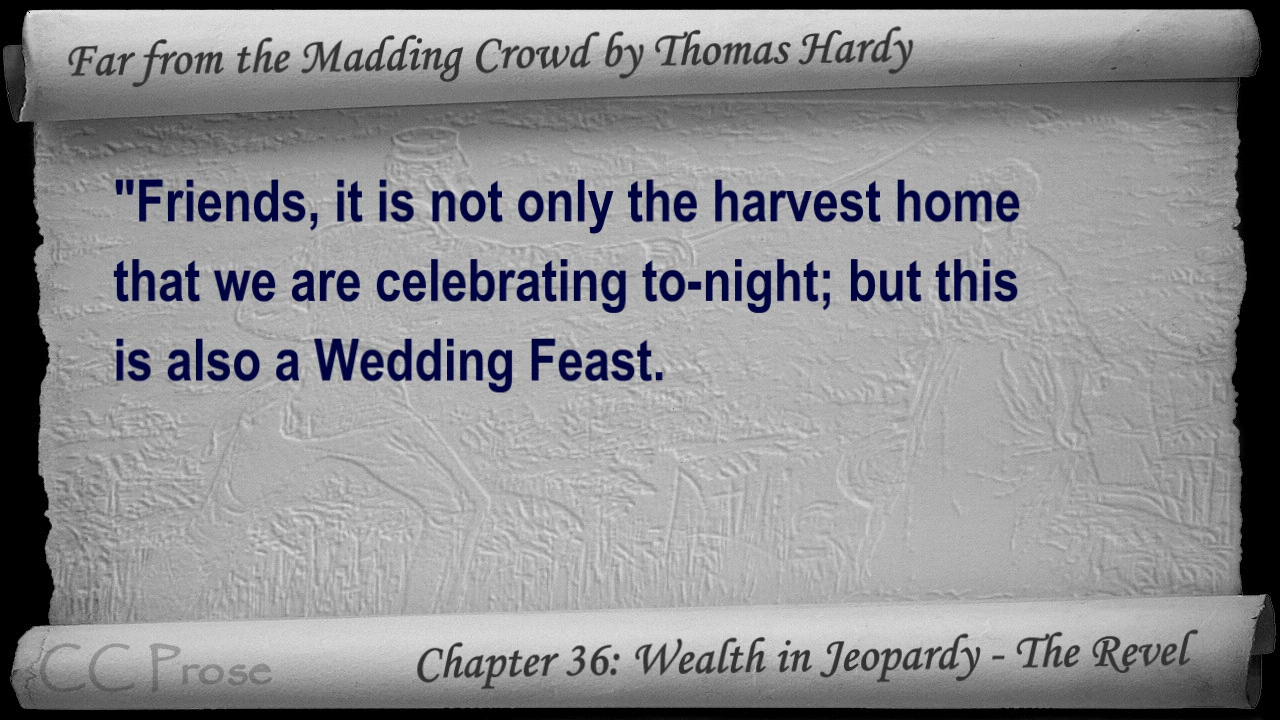 Far from the Madding Crowd by Thomas Hardy
"Friends, it is not only the harvest home
that we are celebrating to-night; but this
is also a Wedding Feast.
CC Prose
Chapter 36: Wealth in Jeopardy - The Revel